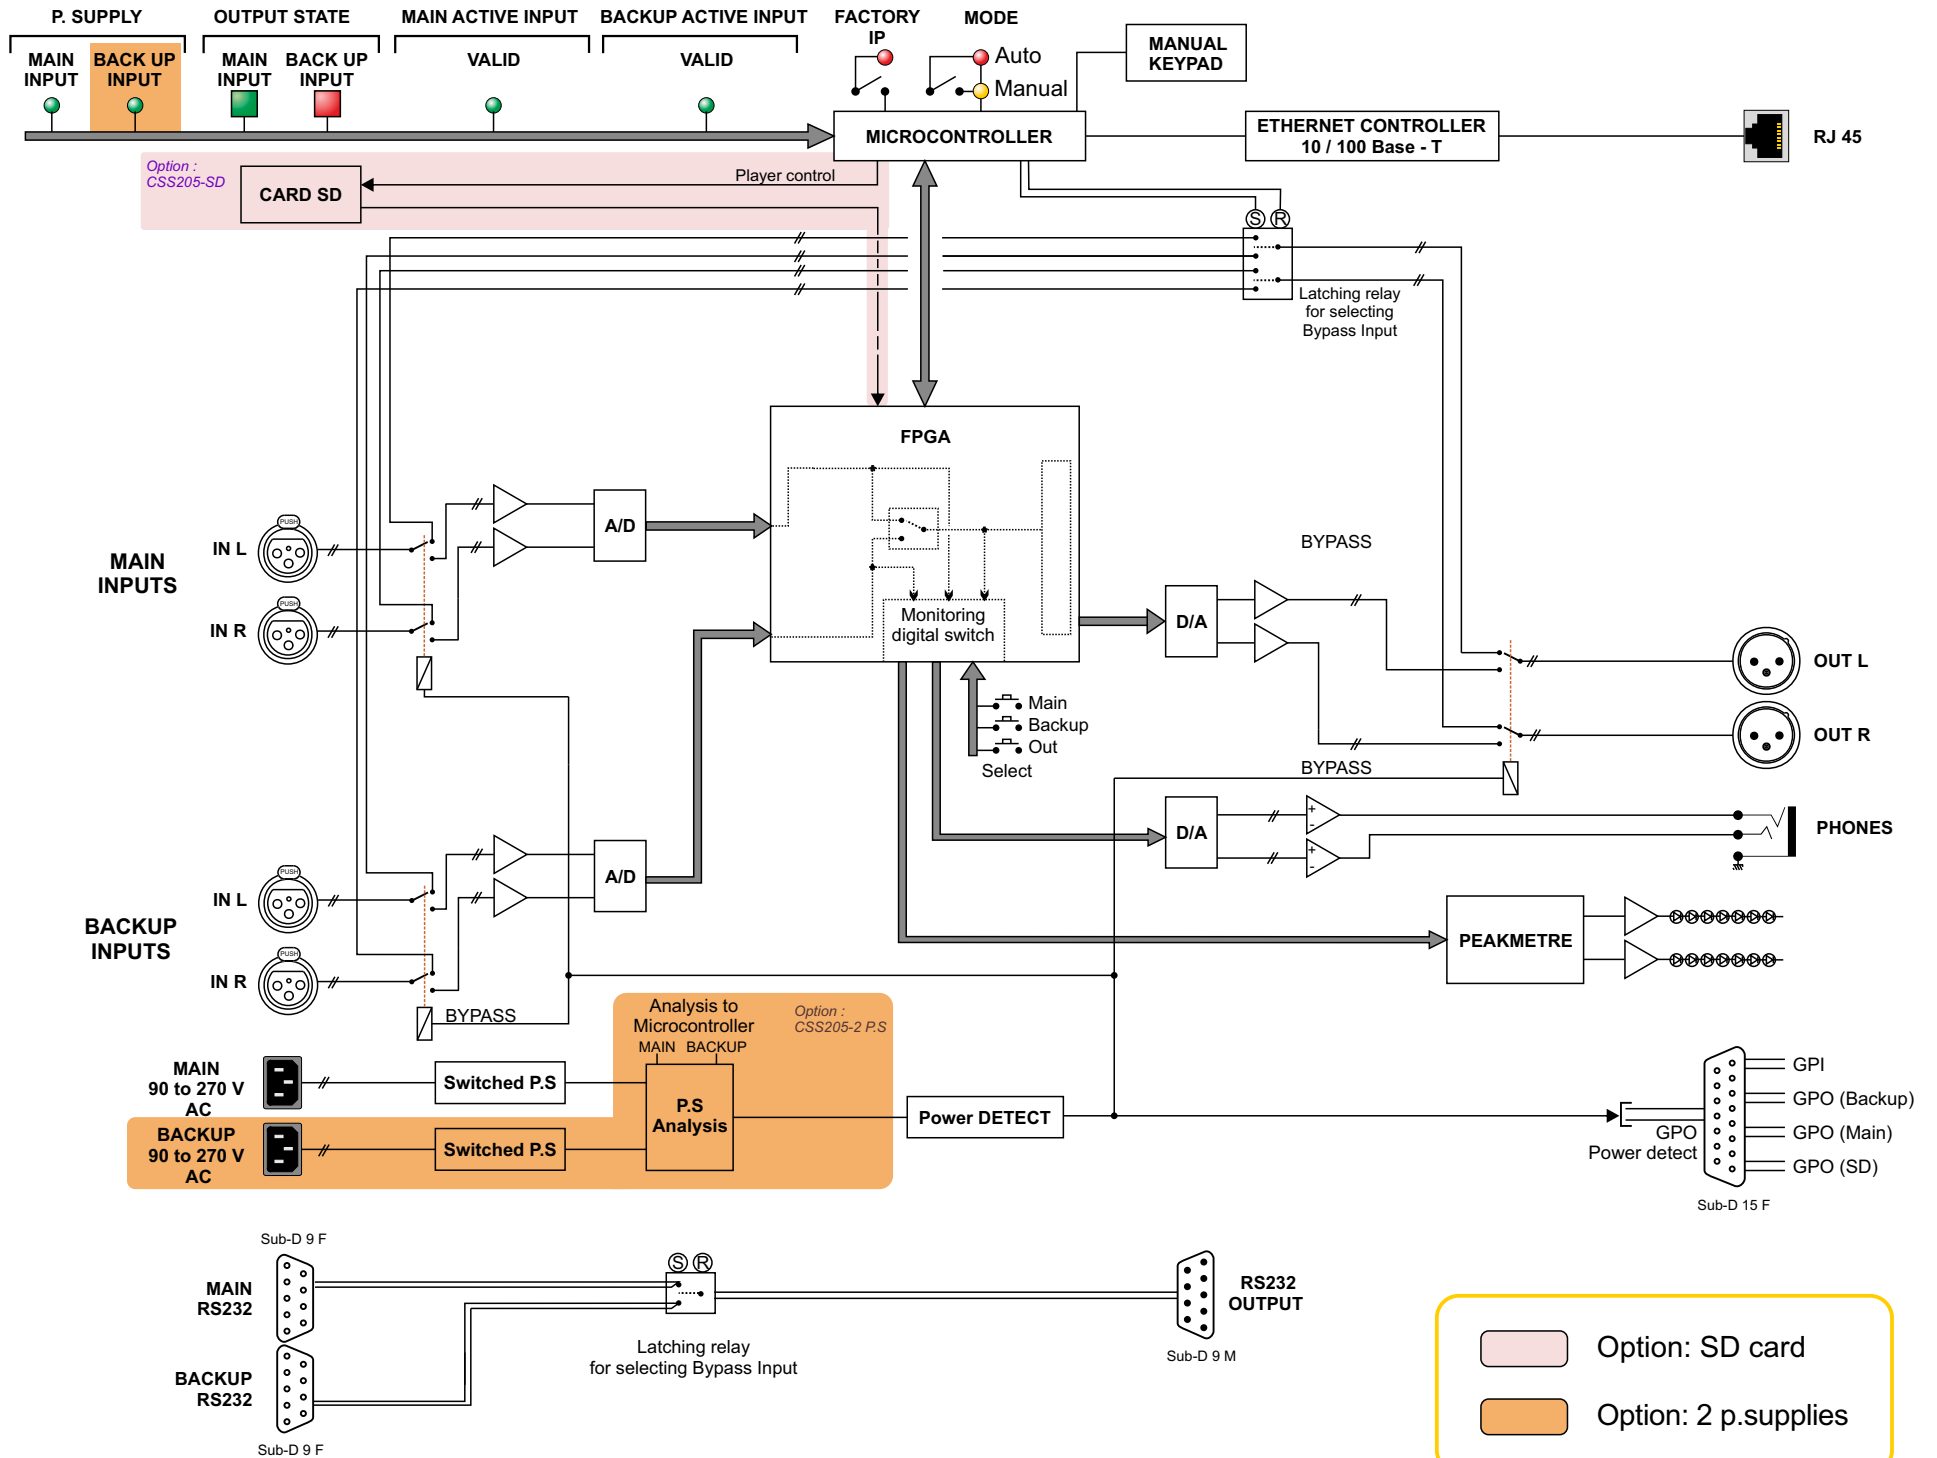 P. SUPPLY
OUTPUT STATE
MAIN ACTIVE INPUT
BACKUP ACTIVE INPUT
FACTORY
IP
MODE
MAIN
INPUT
BACK UP
INPUT
MAIN
INPUT
BACK UP
INPUT
VALID
VALID
Auto
Manual
MANUAL
KEYPAD
MICROCONTROLLER
ETHERNET CONTROLLER
10 / 100 Base - T
RJ 45
Option :
CSS205-SD
CARD SD
Player control
S R
Latching relay
for selecting
Bypass Input
FPGA
MAIN
INPUTS
IN L
PUSH
IN R
PUSH
A/D
Monitoring
digital switch
BYPASS
D/A
OUT L
OUT R
Main
Backup
Out
Select
BYPASS
D/A
+
-
+
-
PHONES
BACKUP
INPUTS
IN L
PUSH
IN R
PUSH
A/D
BYPASS
PEAKMETRE
Analysis to
Microcontroller
MAIN BACKUP
Option :
CSS205-2 P.S
MAIN
90 to 270 V
AC
Switched P.S
P.S
Analysis
BACKUP
90 to 270 V
AC
Switched P.S
Power DETECT
GPO
Power detect
GPI
GPO (Backup)
GPO (Main)
GPO (SD)
Sub-D 15 F
Sub-D 9 F
MAIN
RS232
S R
Latching relay
for selecting Bypass Input
RS232
OUTPUT
Sub-D 9 M
BACKUP
RS232
Sub-D 9 F
Option: SD card
Option: 2 p.supplies